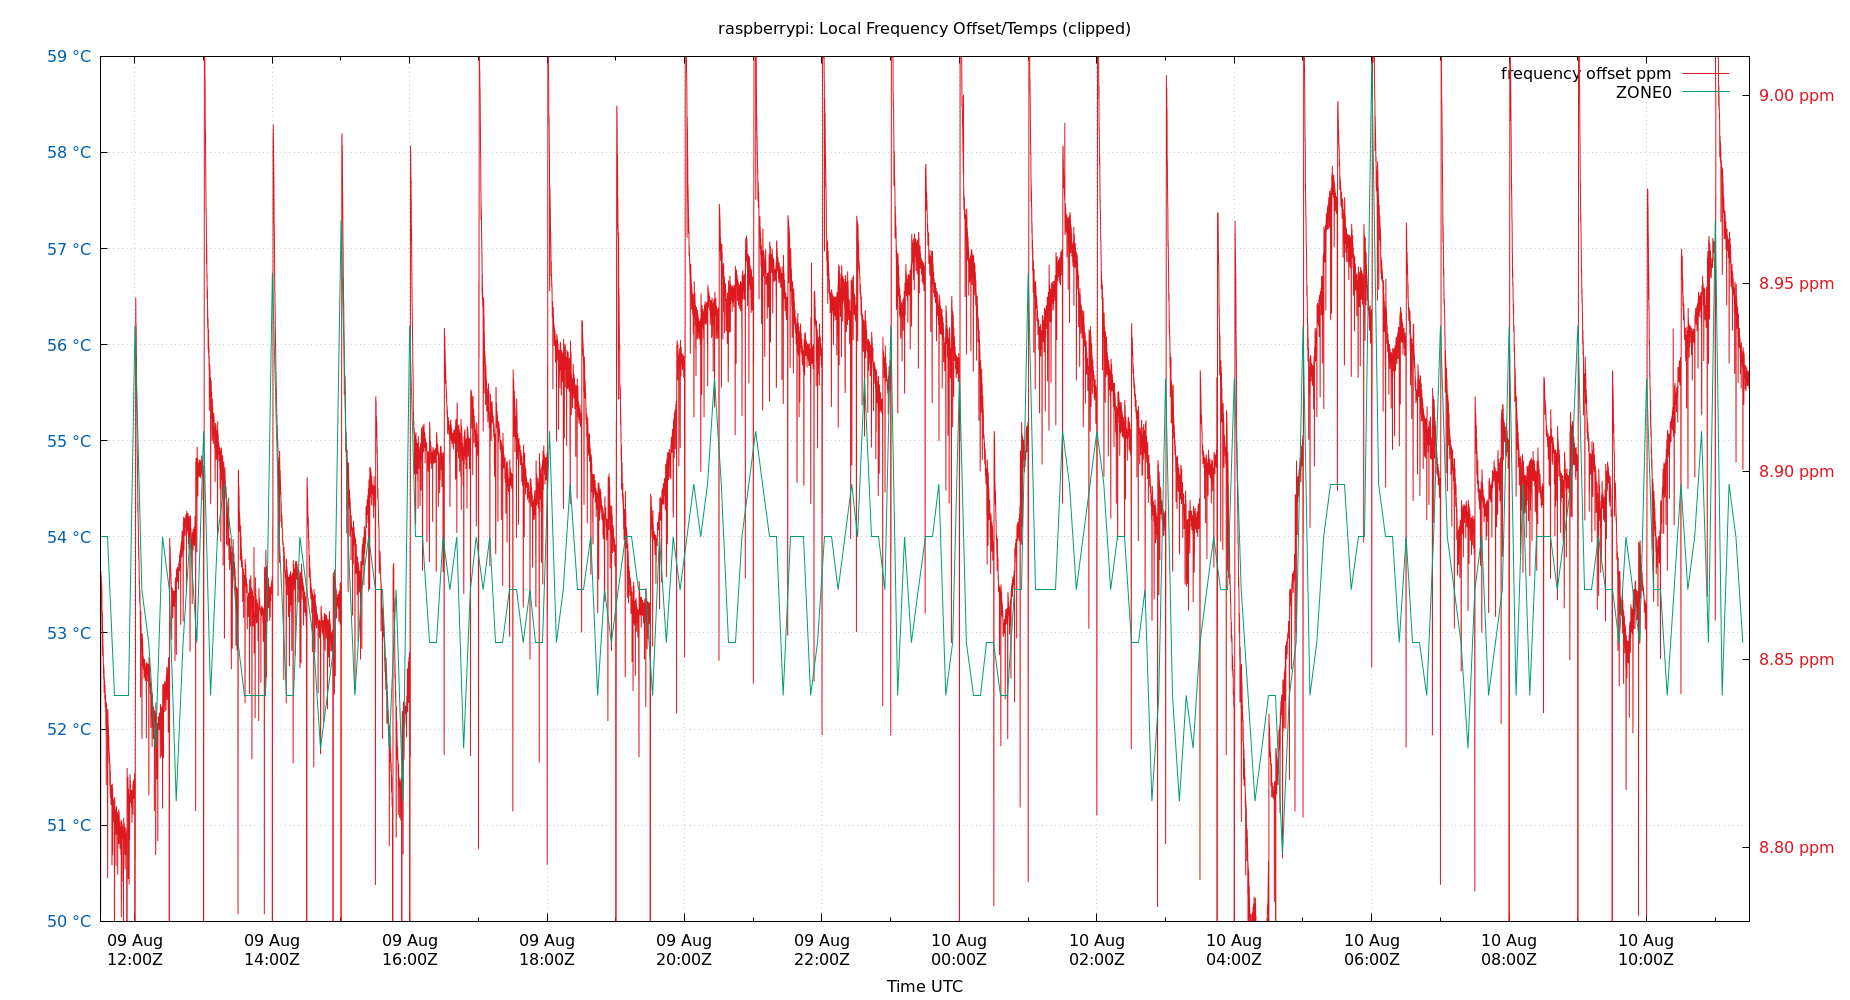 raspberrypi: Local Frequency Offset/Temps (clipped)
59 °C
58 °C
57 °C
56 °C
55 °C
54 °C
53 °C
52 °C
51 °C
50 °C
frequency offset ppm
ZONE0
9.00 ppm
8.95 ppm
8.90 ppm
8.85 ppm
8.80 ppm
09 Aug 09 Aug 09 Aug 09 Aug 09 Aug 09 Aug 10 Aug 10 Aug 10 Aug 10 Aug 10 Aug 10 Aug
12:00Z 14:00Z 16:00Z 18:00Z 20:00Z 22:00Z 00:00Z 02:00Z 04:00Z 06:00Z 08:00Z 10:00Z
Time UTC